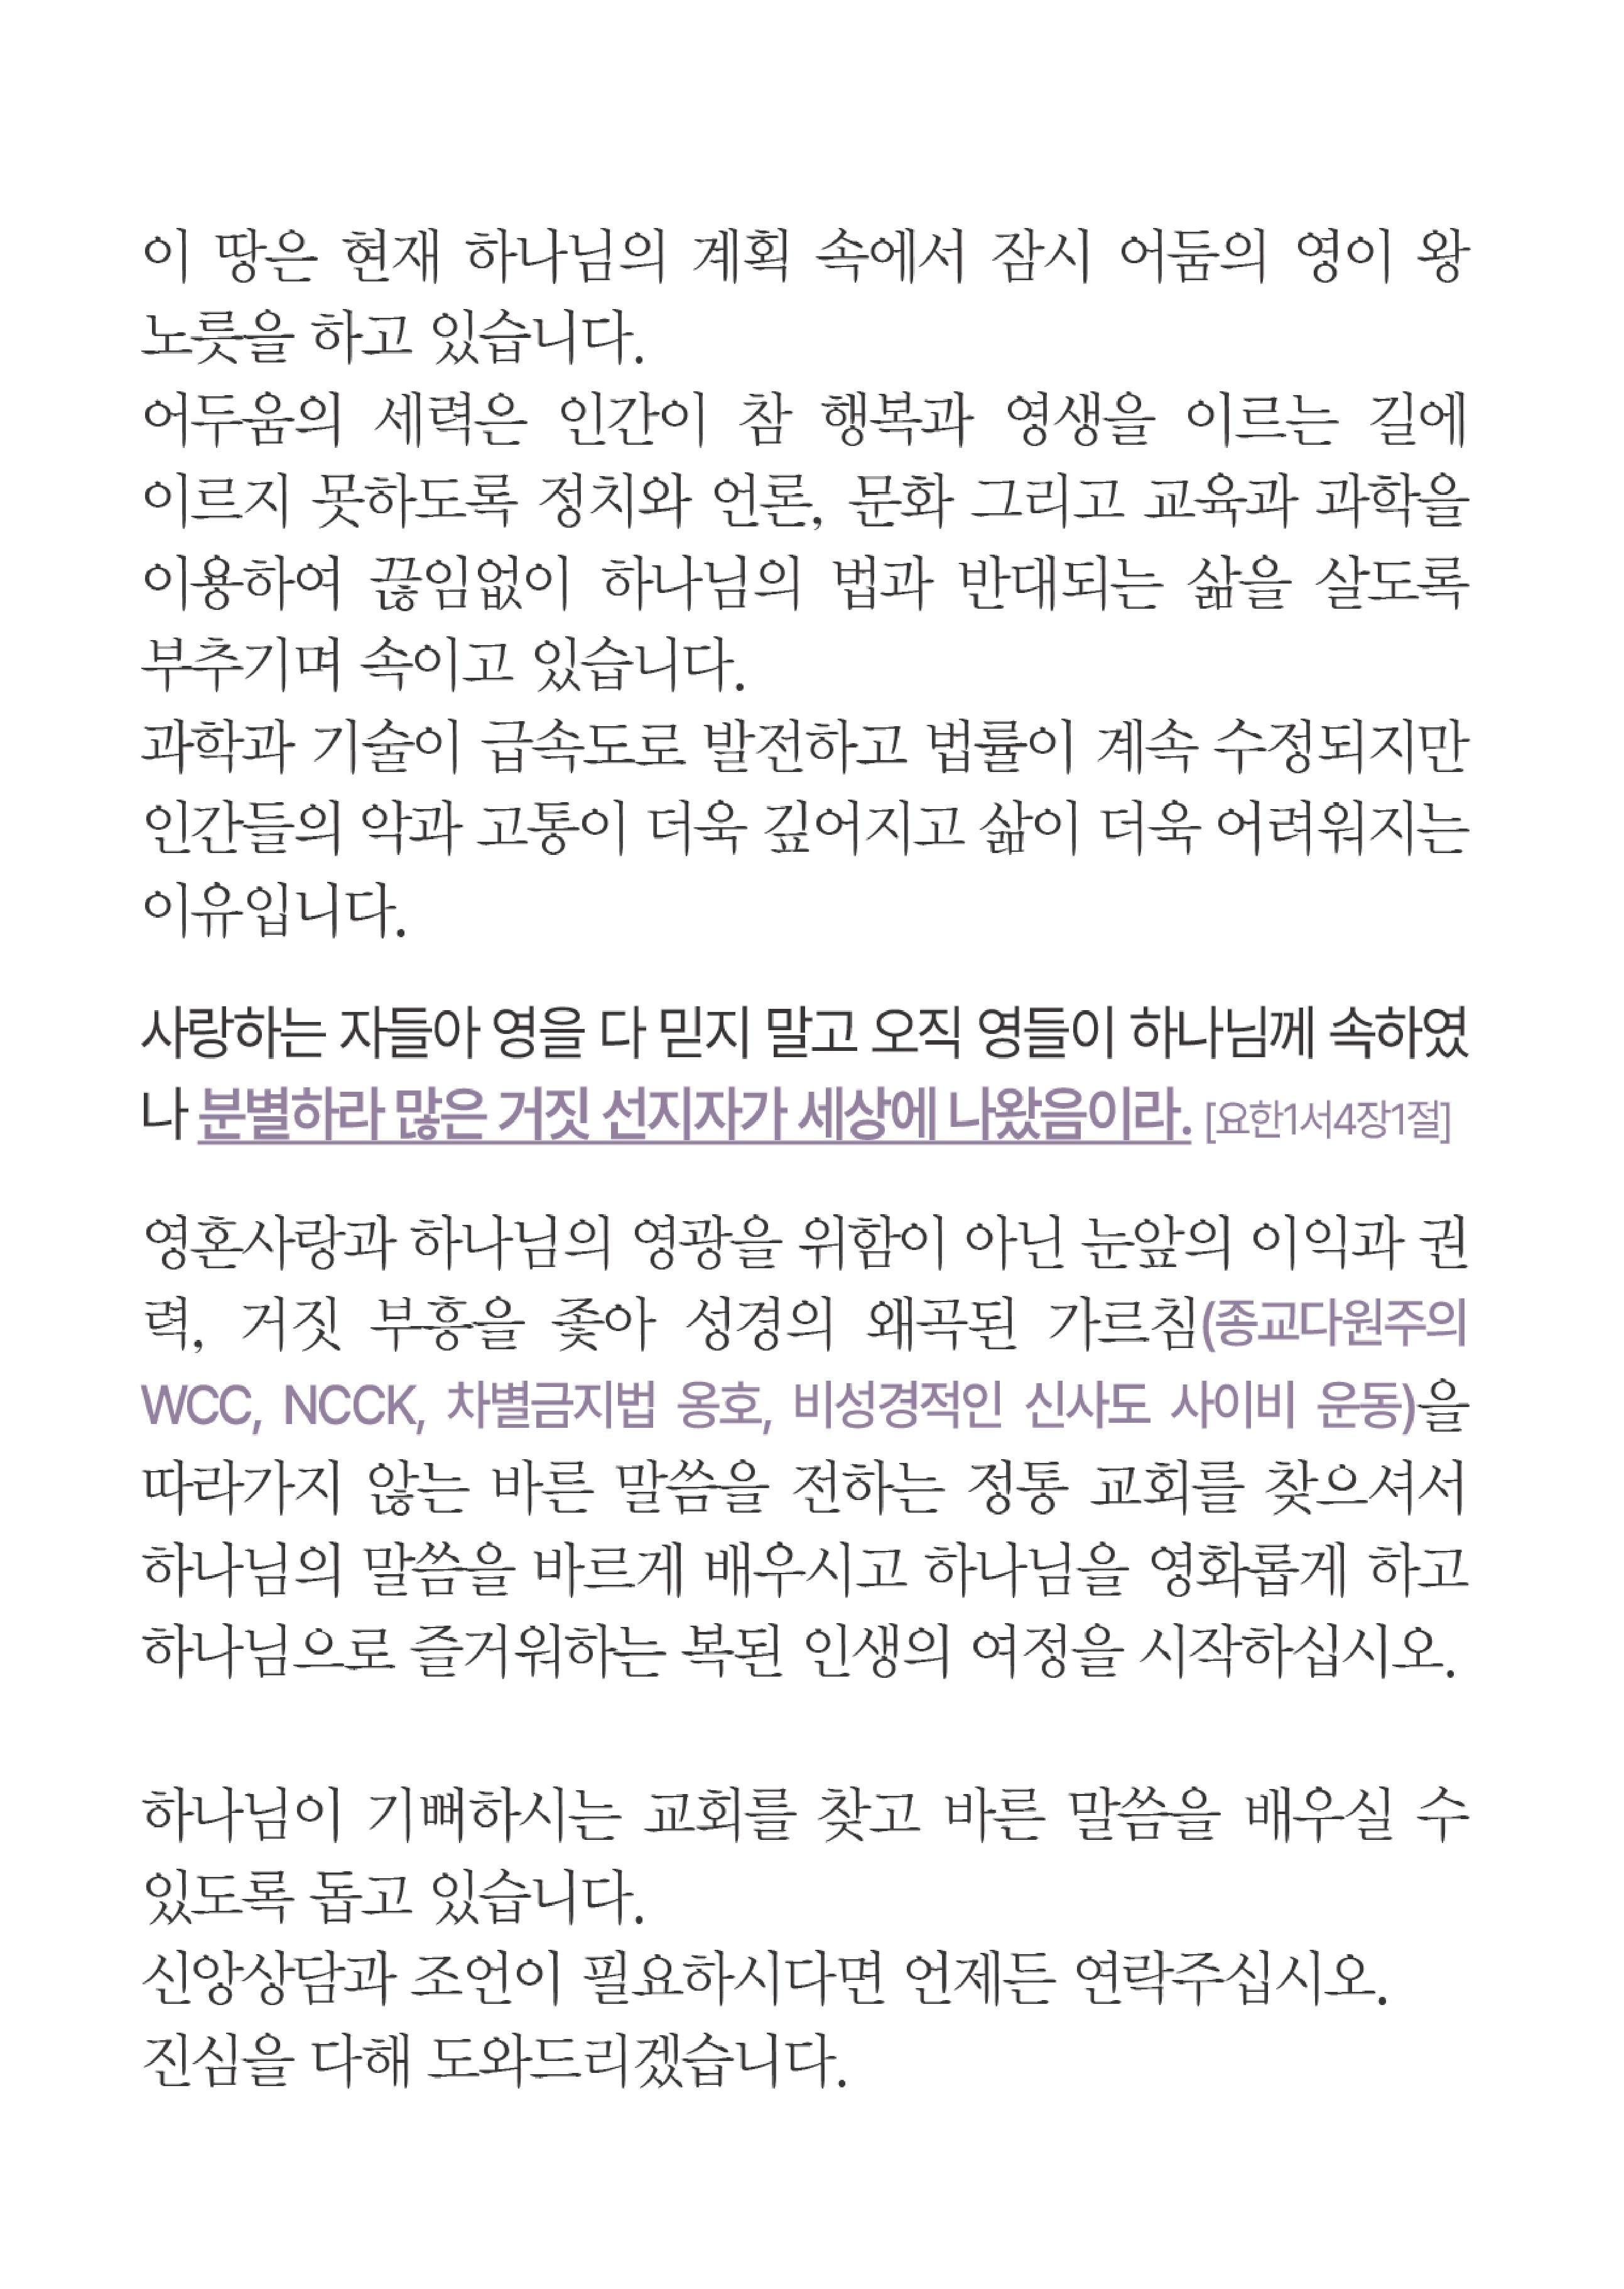 이 땅은 현재 하나님의 계획 속에서 잠시 어둠의 영이 왕
노릇을 하고 있습니다.
어두움의 세력은 인간이 참 행복과 영생을 이르는 길에
이르지 못하도록 정치와 언론, 문화 그리고 교육과 과학을
이용하여 끊임없이 하나님의 법과 반대되는 삶을 살도록
부추기며 속이고 있습니다.
과학과 기술이 급속도로 발전하고 법률이 계속 수정되지만
인간들의 악과 고통이 더욱 깊어지고 삶이 더욱 어려워지는
이유입니다.
사랑하는 자들아 영을 다 믿지 말고 오직 영들이 하나님께 속하였
나 분별하라 많은 거짓 선지자가 세상에 나왔음이라. [요한1서4장1절]
영혼사랑과 하나님의 영광을 위함이 아닌 눈앞의 이익과 권
력, 거짓 부흥을 좇아 성경의 왜곡된 가르침(종교다원주의
WCC, NCCK, 차별금지법 옹호, 비성경적인 신사도 사이비 운동)을
따라가지 않는 바른 말씀을 전하는 정통 교회를 찾으셔서
하나님의 말씀을 바르게 배우시고 하나님을 영화롭게 하고
하나님으로 즐거워하는 복된 인생의 여정을 시작하십시오.
하나님이 기뻐하시는 교회를 찾고 바른 말씀을 배우실 수
있도록 돕고 있습니다.
신앙상담과 조언이 필요하시다면 언제든 연락주십시오.
진심을 다해 도와드리겠습니다.